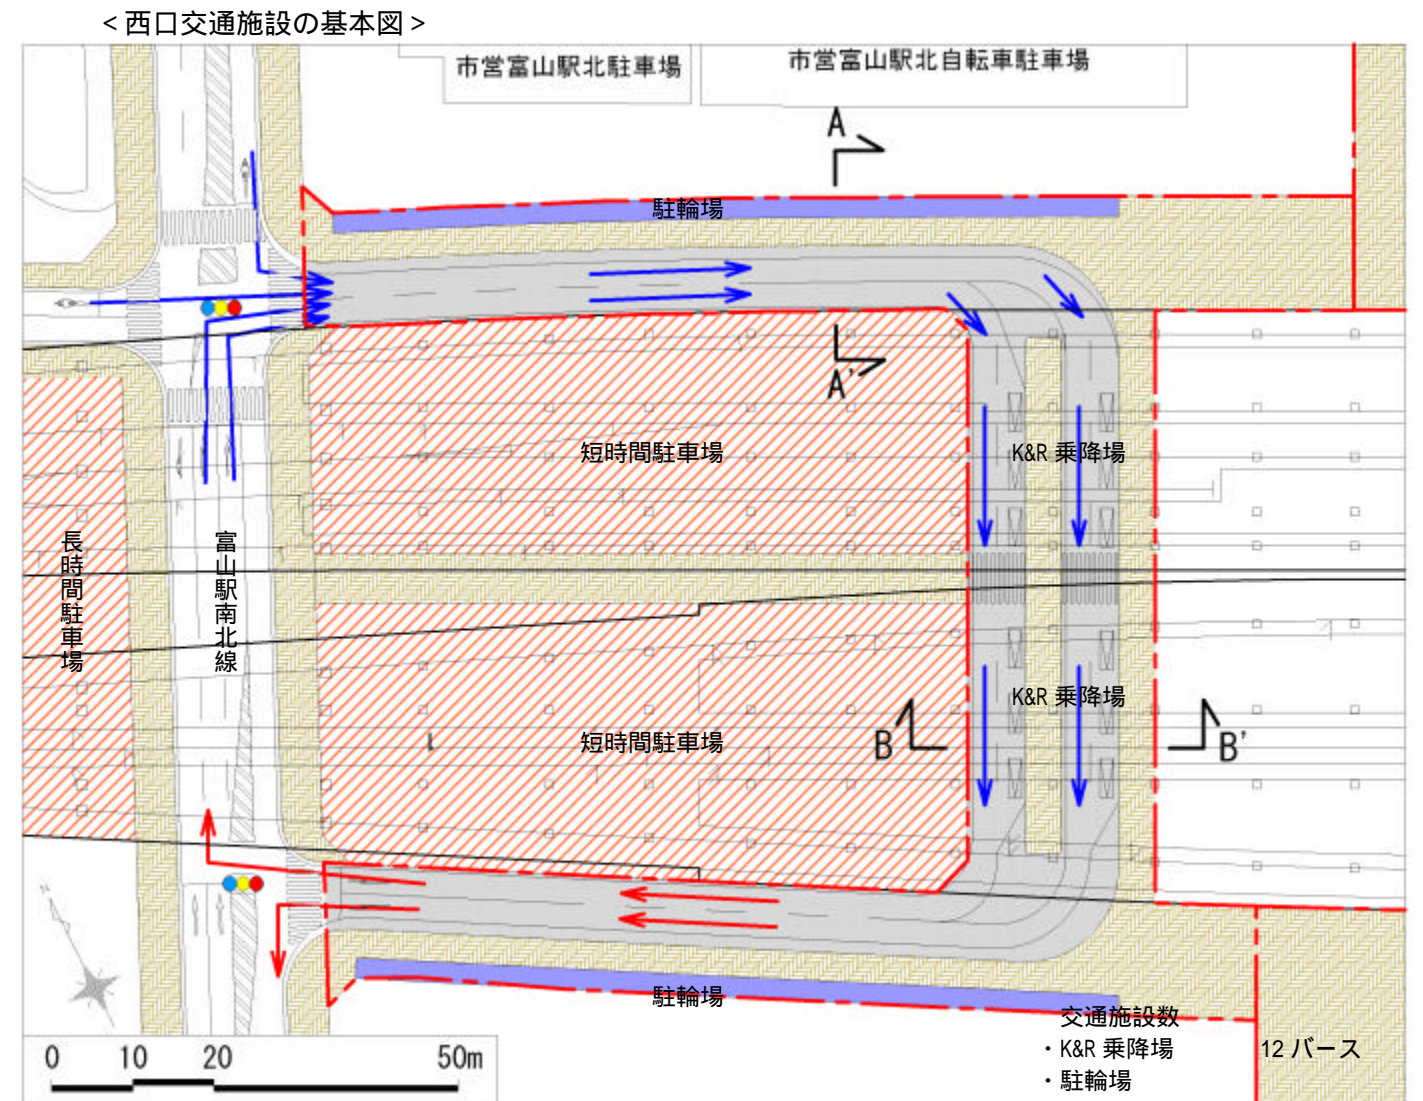 <西口交通施設の基本図>
市営富山駅北駐車場
市営富山駅北自転車駐車場
A
駐輪場
A'
短時間駐車場
K&R 乗降場
長時間駐車場
富山駅南北線
K&R 乗降場
短時間駐車場
B
B'
駐輪場
交通施設数
・K&R 乗降場
12 バース
・駐輪場
0 10 20 50m
N